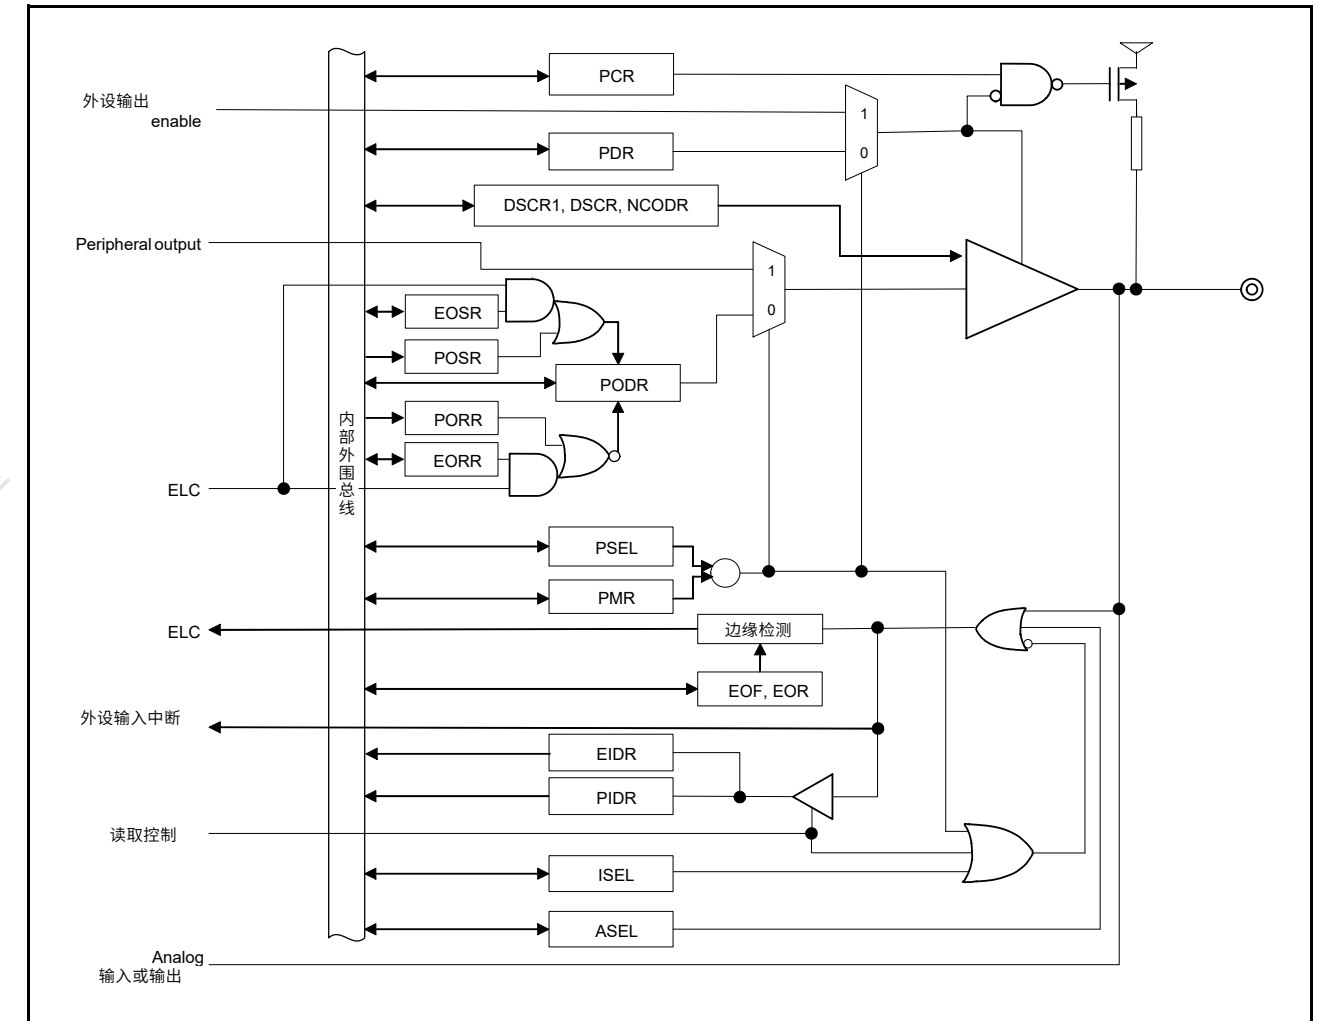 PCR
外设输出
enable
1
PDR
0
DSCR1, DSCR, NCODR
Peripheral output
1
EOSR
0
POSR
PODR
PORR
内部外围总线
EORR
ELC
PSEL
PMR
ELC
边缘检测
EOF, EOR
外设输入中断
EIDR
PIDR
读取控制
ISEL
ASEL
Analog
输入或输出